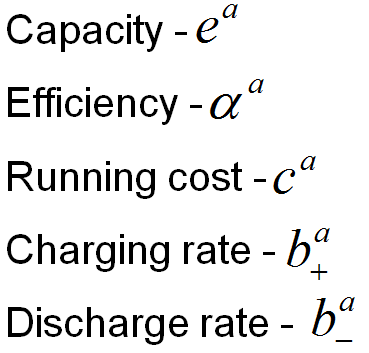 Capacity - e^a
Efficiency - α^a
Running cost - c^a
Charging rate - b_+^a
Discharge rate - b_-^a